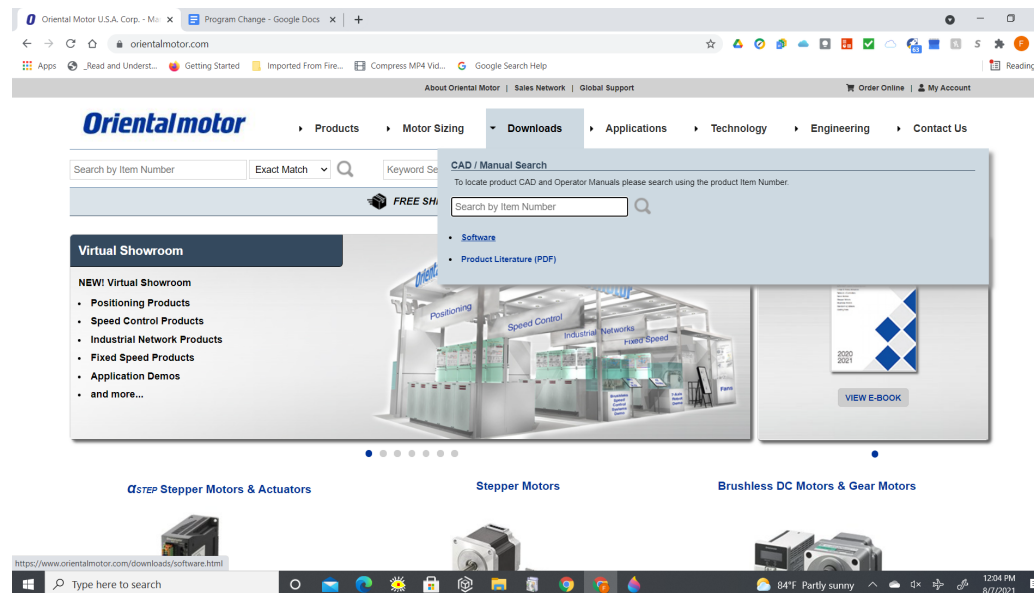 Oriental Motor U.S.A. Corp. - Ma
Program Change - Google Docs
orientalmotor.com
63
S
F
Apps
_Read and Underst...
Getting Started
Imported From Fire...
Compress MP4 Vid...
Google Search Help
Reading
About Oriental Motor | Sales Network | Global Support
Order Online | My Account
Orientalmotor
Products
Motor Sizing
Downloads
Applications
Technology
Engineering
Contact Us
Search by Item Number
Exact Match
Keyword Se
FREE SHI
CAD / Manual Search
To locate product CAD and Operator Manuals please search using the product Item Number.
Search by Item Number
• Software
• Product Literature (PDF)
Virtual Showroom
NEW! Virtual Showroom
• Positioning Products
• Speed Control Products
• Industrial Network Products
• Fixed Speed Products
• Application Demos
• and more...
Positioning
Speed Control
Industrial Networks
Fixed Speed
Fans
2020
2021
VIEW E-BOOK
αSTEP Stepper Motors & Actuators
Stepper Motors
Brushless DC Motors & Gear Motors
https://www.orientalmotor.com/downloads/software.html
Type here to search
84°F Partly sunny
12:04 PM
8/7/2021